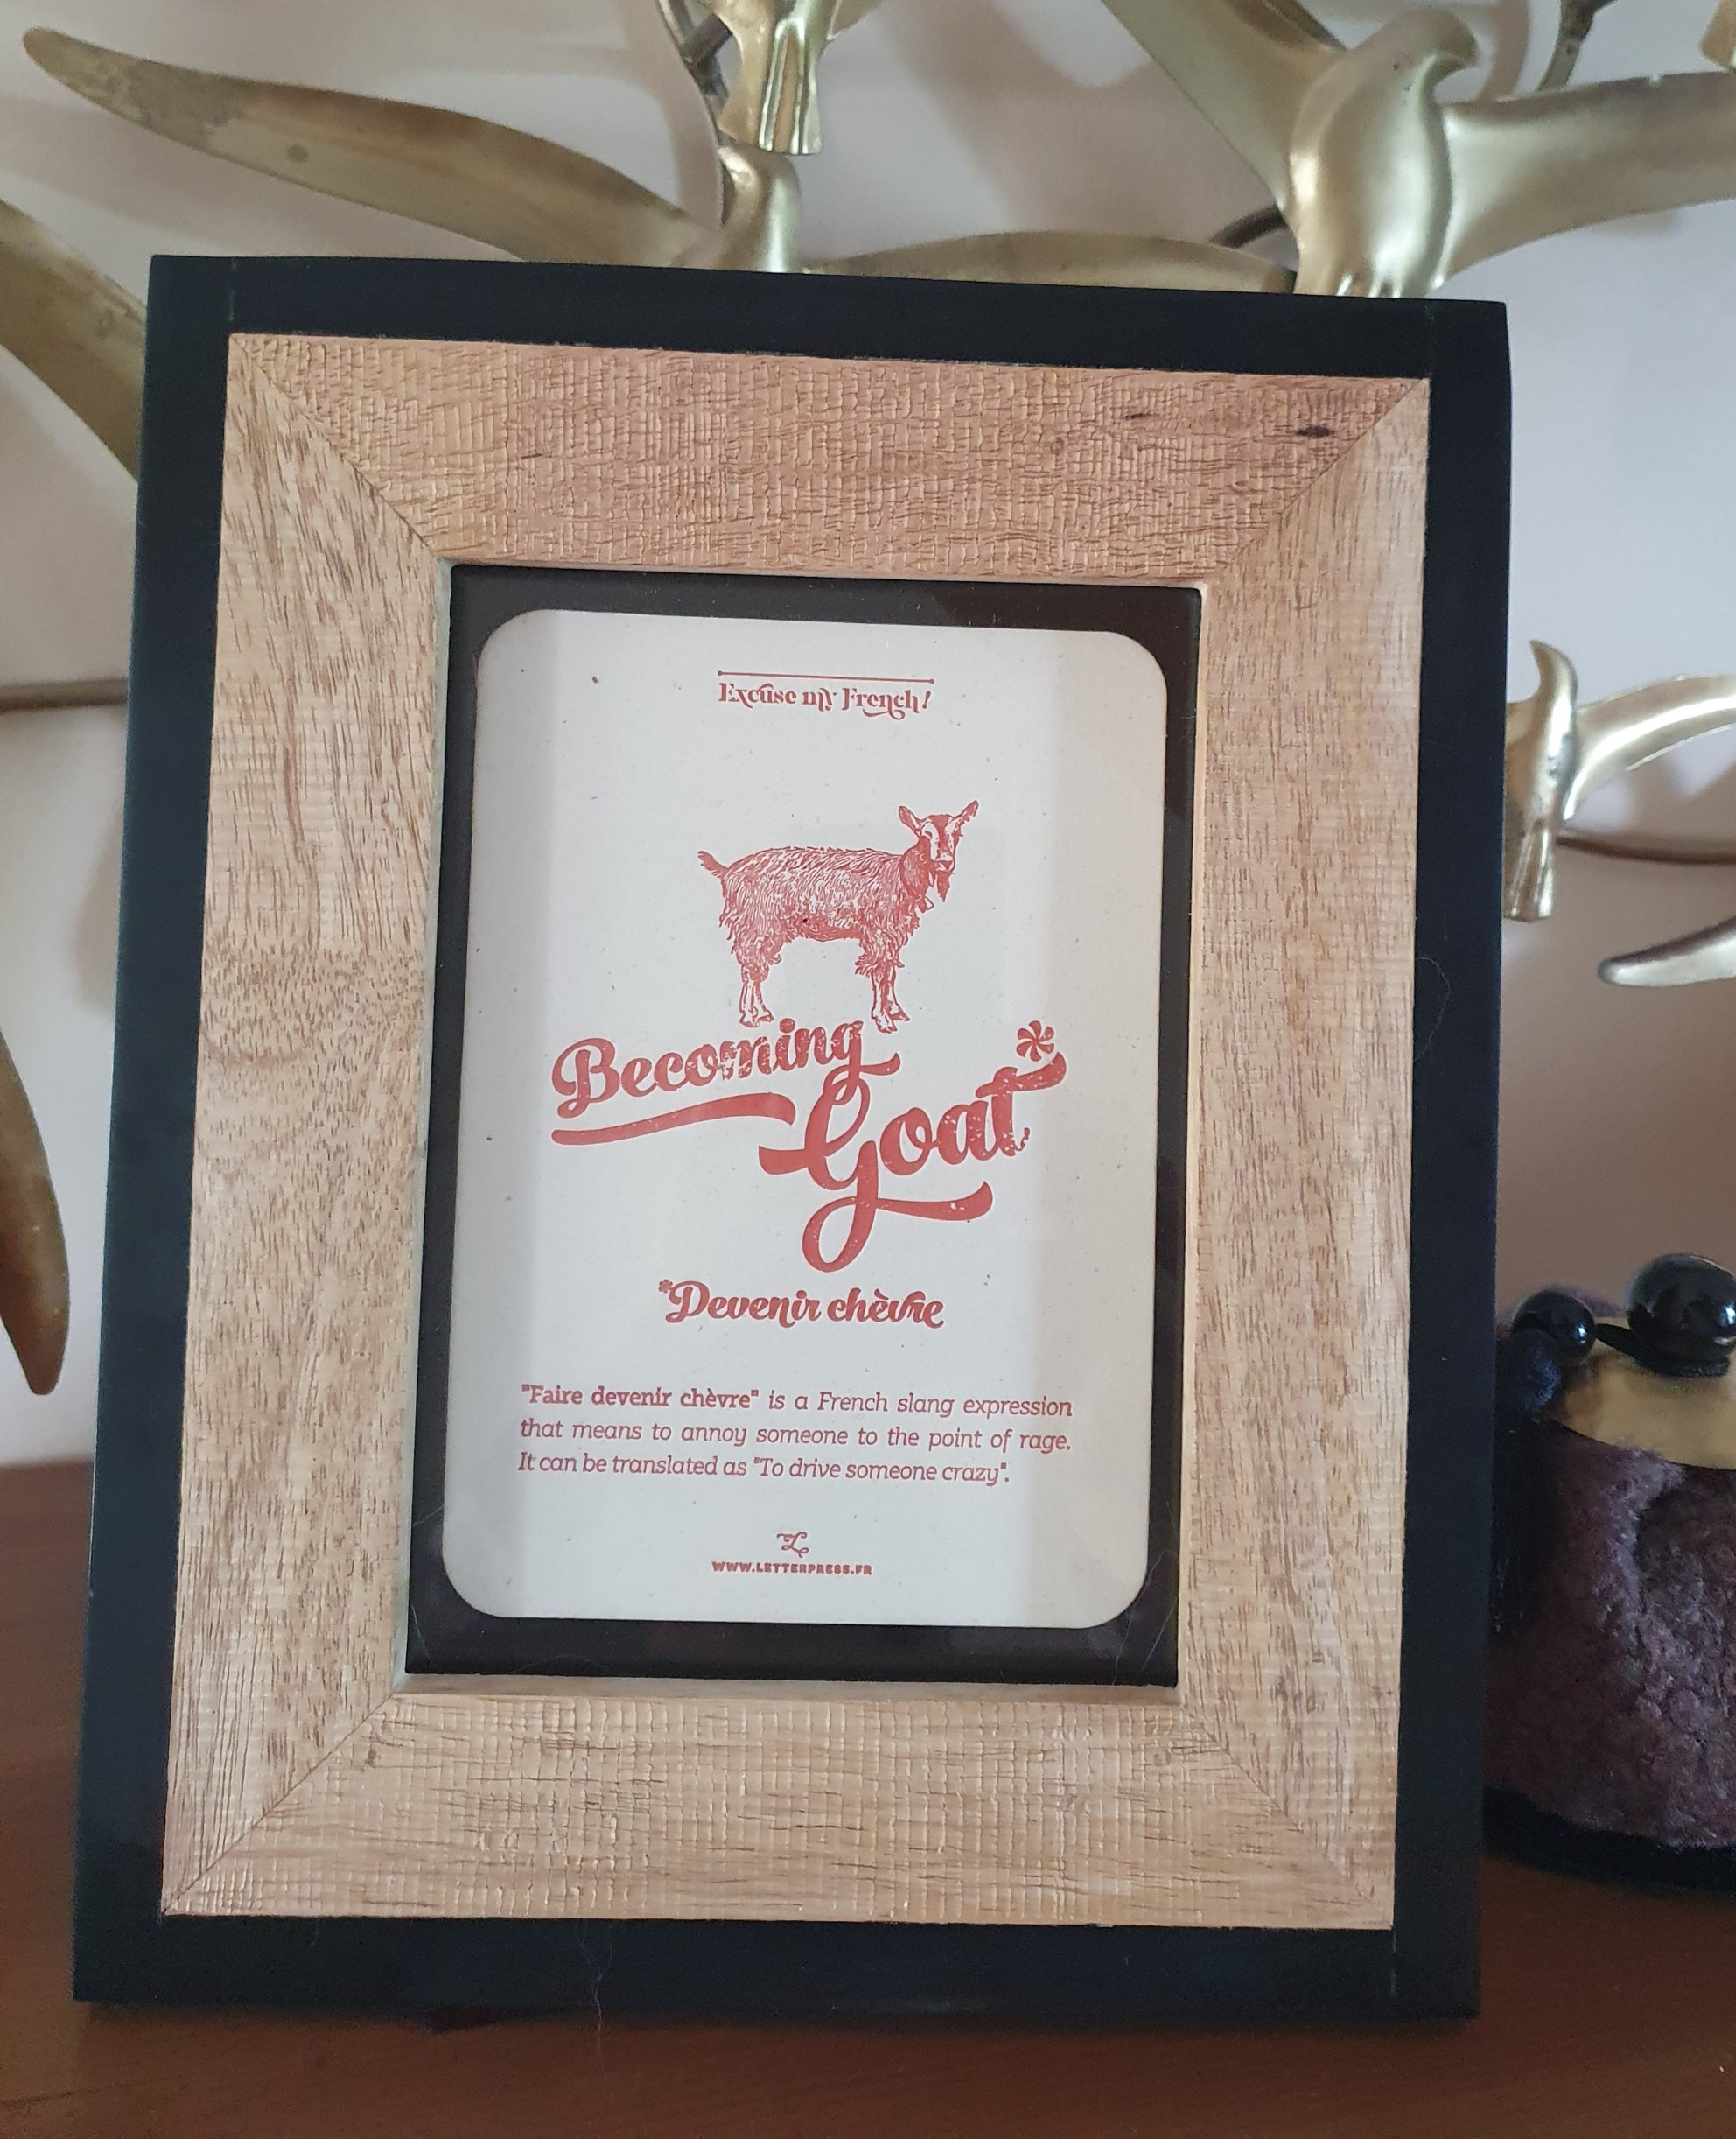 Excuse my French!
Becoming
Goat*
*Devenir chèvre
"Faire devenir chèvre" is a French slang expression
that means to annoy someone to the point of rage.
It can be translated as "To drive someone crazy".
L
WWW.LETTERPRESS.FR